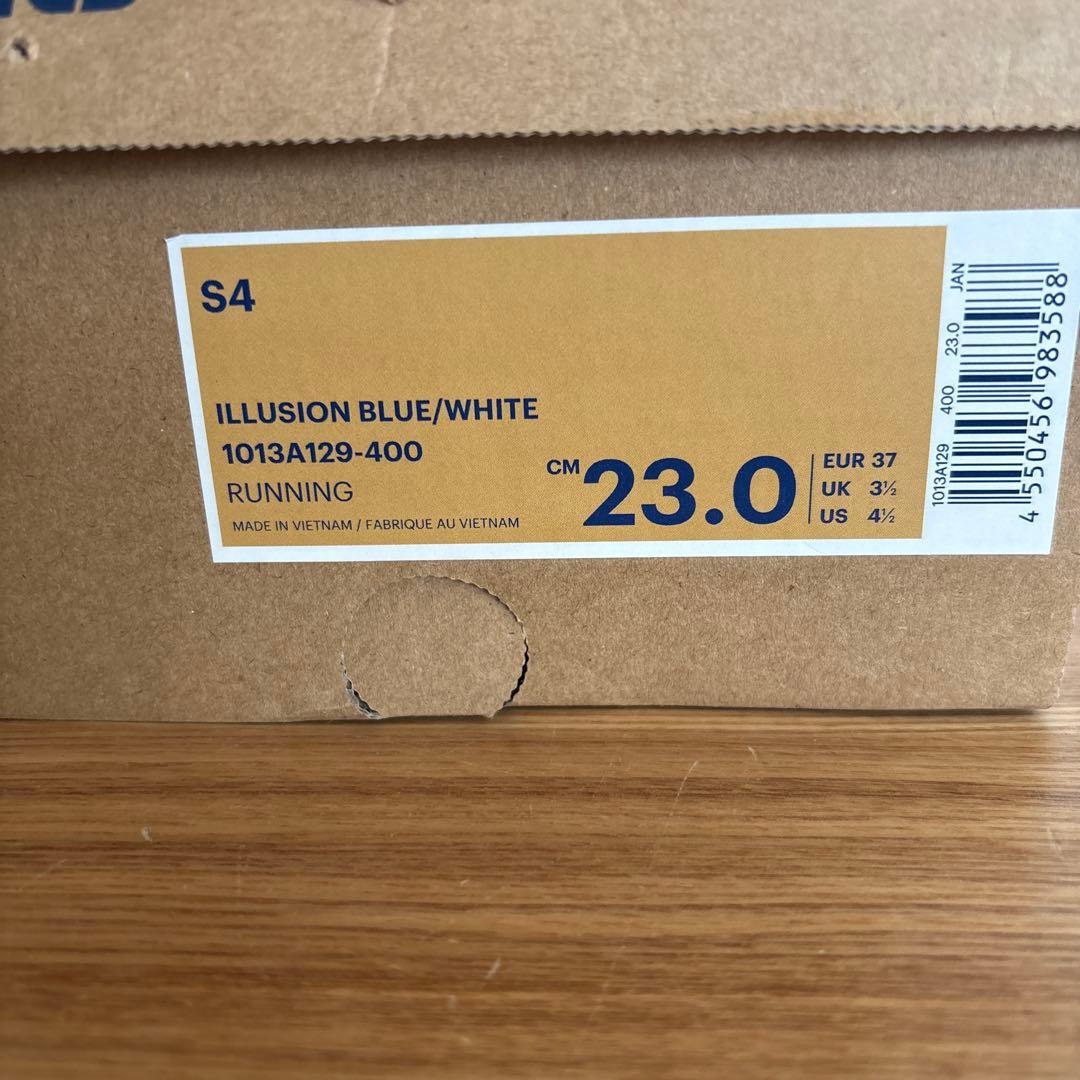 S4
ILLUSION BLUE/WHITE
1013A129-400
RUNNING
MADE IN VIETNAM / FABRIQUE AU VIETNAM
CM 23.0
EUR 37
UK 3½
US 4½
1013A129 400 23.0 JAN
4 550456 983588